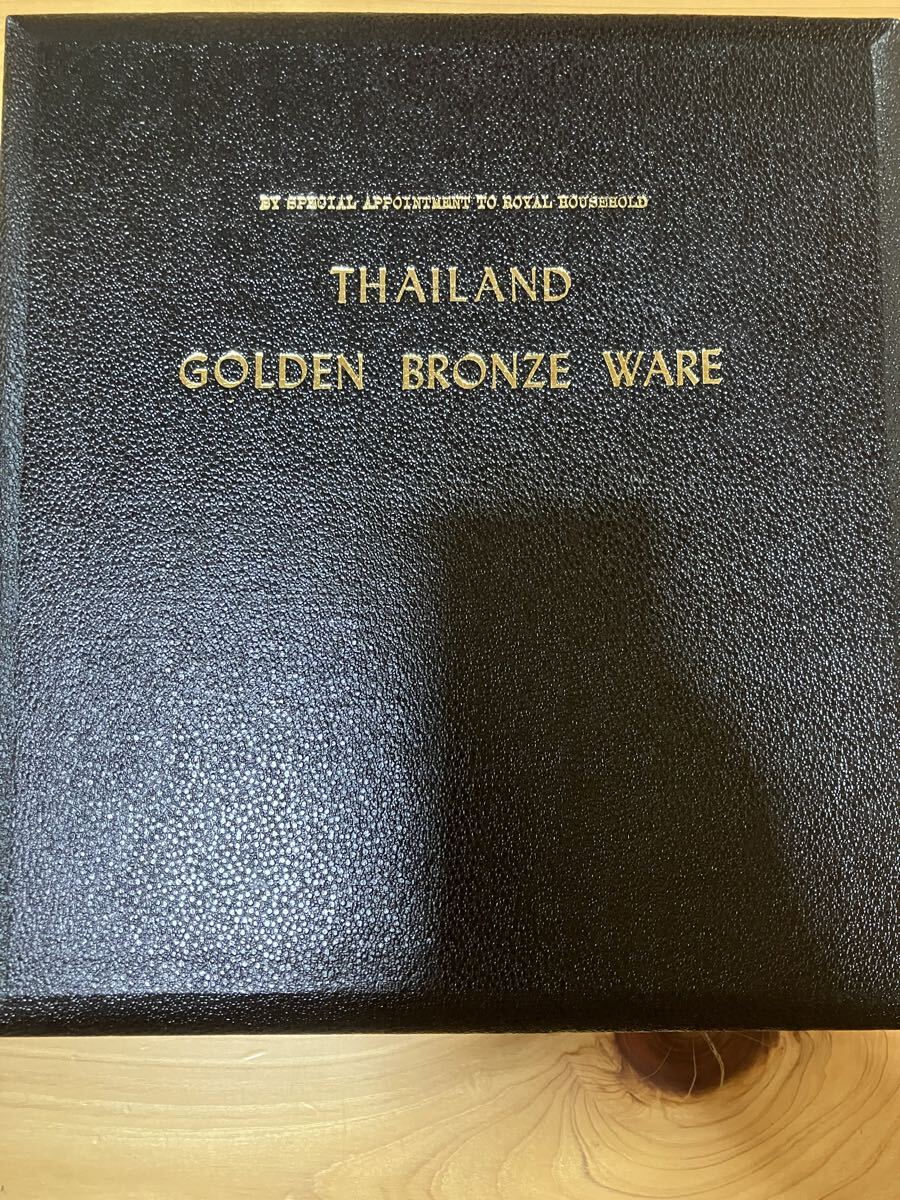 BY SPECIAL APPOINTMENT TO ROYAL HOUSEHOLD
THAILAND
GOLDEN BRONZE WARE